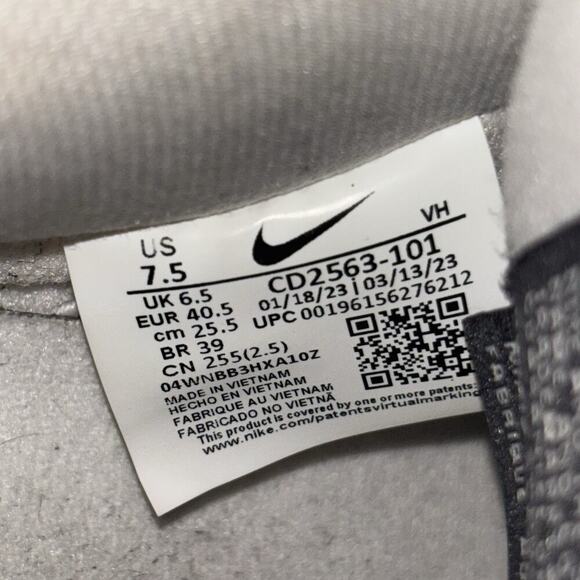 US
7.5
VH
UK 6.5
CD2563-101
EUR 40.5
01/18/23 | 03/13/23
cm 25.5
UPC 00196156276212
BR 39
CN 255(2.5)
04WNBB3HXA10Z
MADE IN VIETNAM
HECHO EN VIETNAM
FABRIQUE AU VIETNAM
FABRICADO NO VIETNÃ
This product is covered by one or more patents:
www.nike.com/patentsvirtualmarking